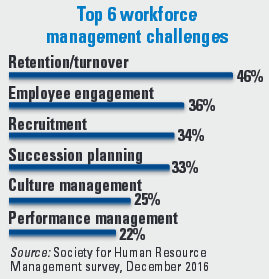 Top 6 workforce
management challenges
Retention/turnover
46%
Employee engagement
36%
Recruitment
34%
Succession planning
33%
Culture management
25%
Performance management
22%
Source: Society for Human Resource
Management survey, December 2016